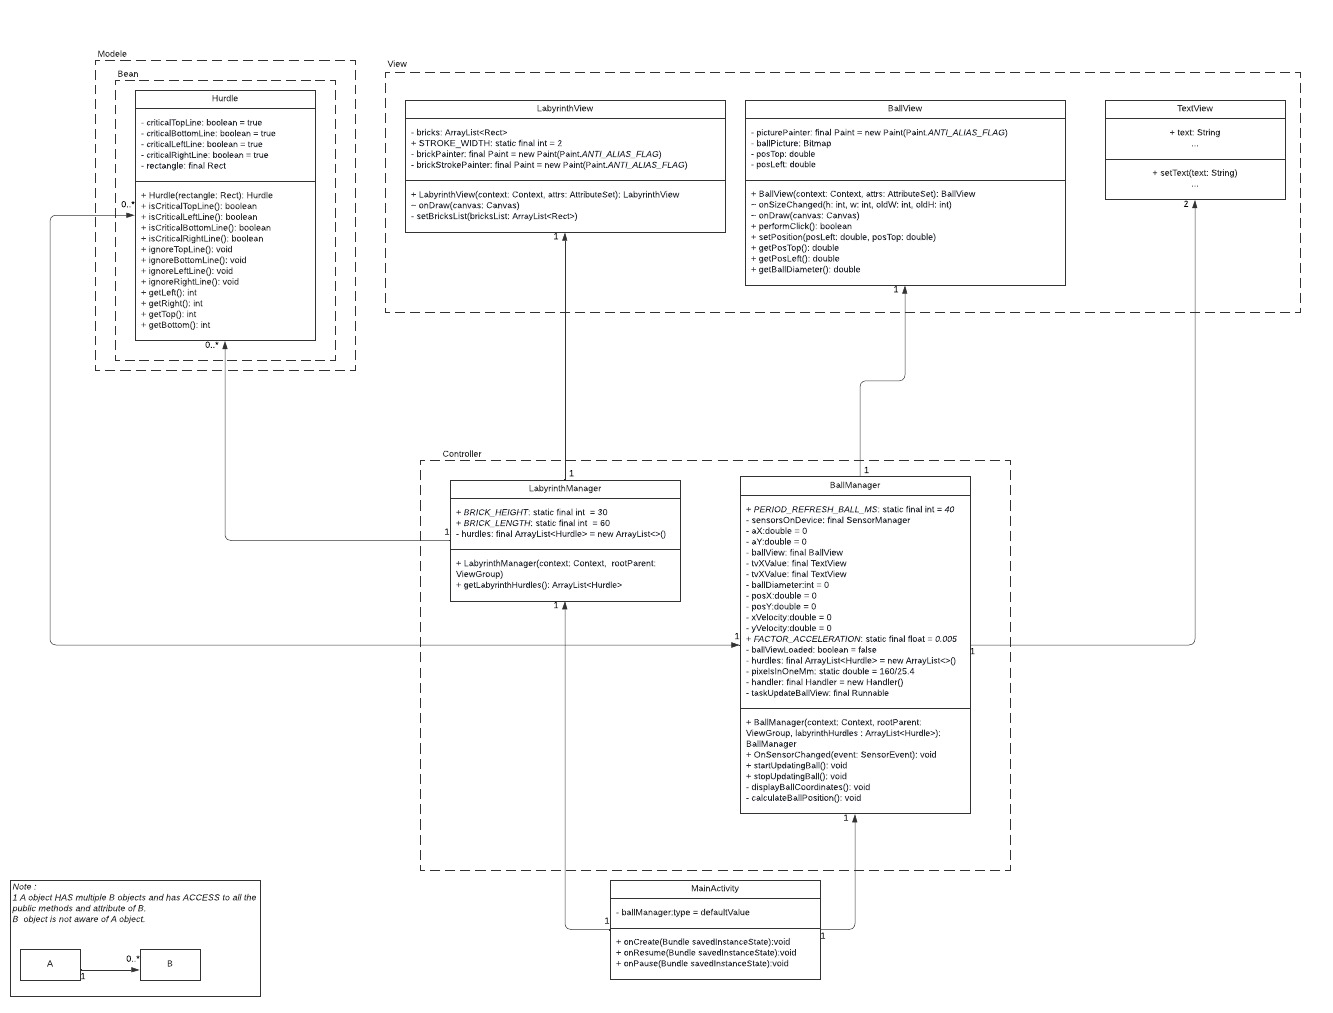 Modele
Bean
Hurdle
- criticalTopLine: boolean = true
- criticalBottomLine: boolean = true
- criticalLeftLine: boolean = true
- criticalRightLine: boolean = true
- rectangle: final Rect
+ Hurdle(rectangle: Rect): Hurdle
+ isCriticalTopLine(): boolean
+ isCriticalLeftLine(): boolean
+ isCriticalBottomLine(): boolean
+ isCriticalRightLine(): boolean
+ ignoreTopLine(): void
+ ignoreBottomLine(): void
+ ignoreLeftLine(): void
+ ignoreRightLine(): void
+ getLeft(): int
+ getRight(): int
+ getTop(): int
+ getBottom(): int
0..*
0..*
View
LabyrinthView
- bricks: ArrayList<Rect>
+ STROKE_WIDTH: static final int = 2
- brickPainter: final Paint = new Paint(Paint.ANTI_ALIAS_FLAG)
- brickStrokePainter: final Paint = new Paint(Paint.ANTI_ALIAS_FLAG)
+ LabyrinthView(context: Context, attrs: AttributeSet): LabyrinthView
~ onDraw(canvas: Canvas)
- setBricksList(bricksList: ArrayList<Rect>)
1
BallView
- picturePainter: final Paint = new Paint(Paint.ANTI_ALIAS_FLAG)
- ballPicture: Bitmap
- posTop: double
- posLeft: double
+ BallView(context: Context, attrs: AttributeSet): BallView
~ onSizeChanged(h: int, w: int, oldW: int, oldH: int)
~ onDraw(canvas: Canvas)
+ performClick(): boolean
+ setPosition(posLeft: double, posTop: double)
+ getPosTop(): double
+ getPosLeft(): double
+ getBallDiameter(): double
1
TextView
+ text: String
...
+ setText(text: String)
...
2
Controller
1
LabyrinthManager
+ BRICK_HEIGHT: static final int  = 30
+ BRICK_LENGTH: static final int  = 60
- hurdles: final ArrayList<Hurdle> = new ArrayList<>()
+ LabyrinthManager(context: Context,  rootParent:
ViewGroup)
+ getLabyrinthHurdles(): ArrayList<Hurdle>
1
1
1
BallManager
+ PERIOD_REFRESH_BALL_MS: static final int = 40
- sensorsOnDevice: final SensorManager
- aX:double = 0
- aY:double = 0
- ballView: final BallView
- tvXValue: final TextView
- tvXValue: final TextView
- ballDiameter:int = 0
- posX:double = 0
- posY:double = 0
- xVelocity:double = 0
- yVelocity:double = 0
+ FACTOR_ACCELERATION: static final float = 0.005
- ballViewLoaded: boolean = false
- hurdles: final ArrayList<Hurdle> = new ArrayList<>()
- pixelsInOneMm: static double = 160/25.4
- handler: final Handler = new Handler()
- taskUpdateBallView: final Runnable
+ BallManager(context: Context, rootParent:
ViewGroup, labyrinthHurdles : ArrayList<Hurdle>):
BallManager
+ OnSensorChanged(event: SensorEvent): void
+ startUpdatingBall(): void
+ stopUpdatingBall(): void
- displayBallCoordinates(): void
- calculateBallPosition(): void
1
1
1
MainActivity
- ballManager:type = defaultValue
+ onCreate(Bundle savedInstanceState):void
+ onResume(Bundle savedInstanceState):void
+ onPause(Bundle savedInstanceState):void
1
1
Note :
1 A object HAS multiple B objects and has ACCESS to all the
public methods and attribute of B.
B  object is not aware of A object.
A
1
0..*
B